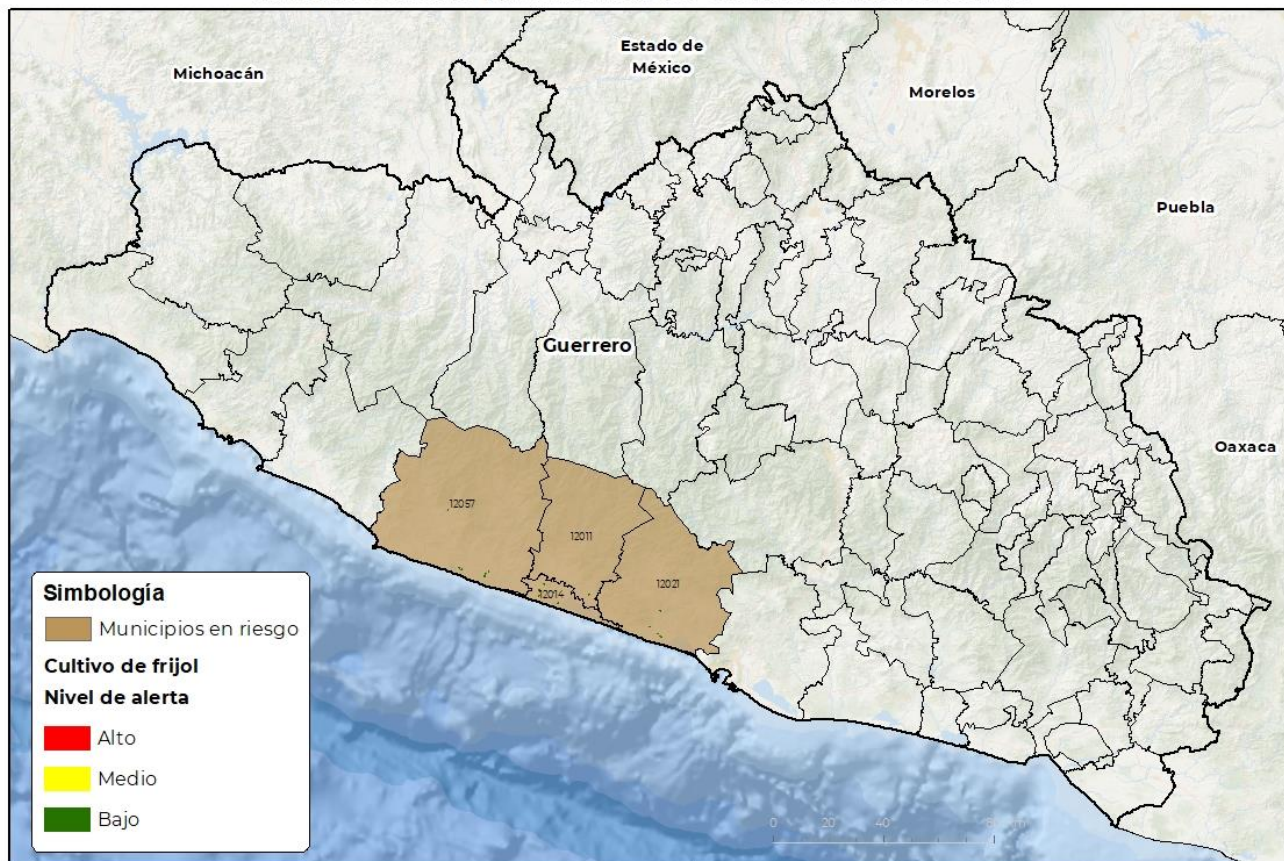 Estado de
México
Michoacán
Morelos
Puebla
Guerrero
Oaxaca
12057
12011
12021
12014
Simbología
Municipios en riesgo
Cultivo de frijol
Nivel de alerta
Alto
Medio
Bajo
0 20 40 80